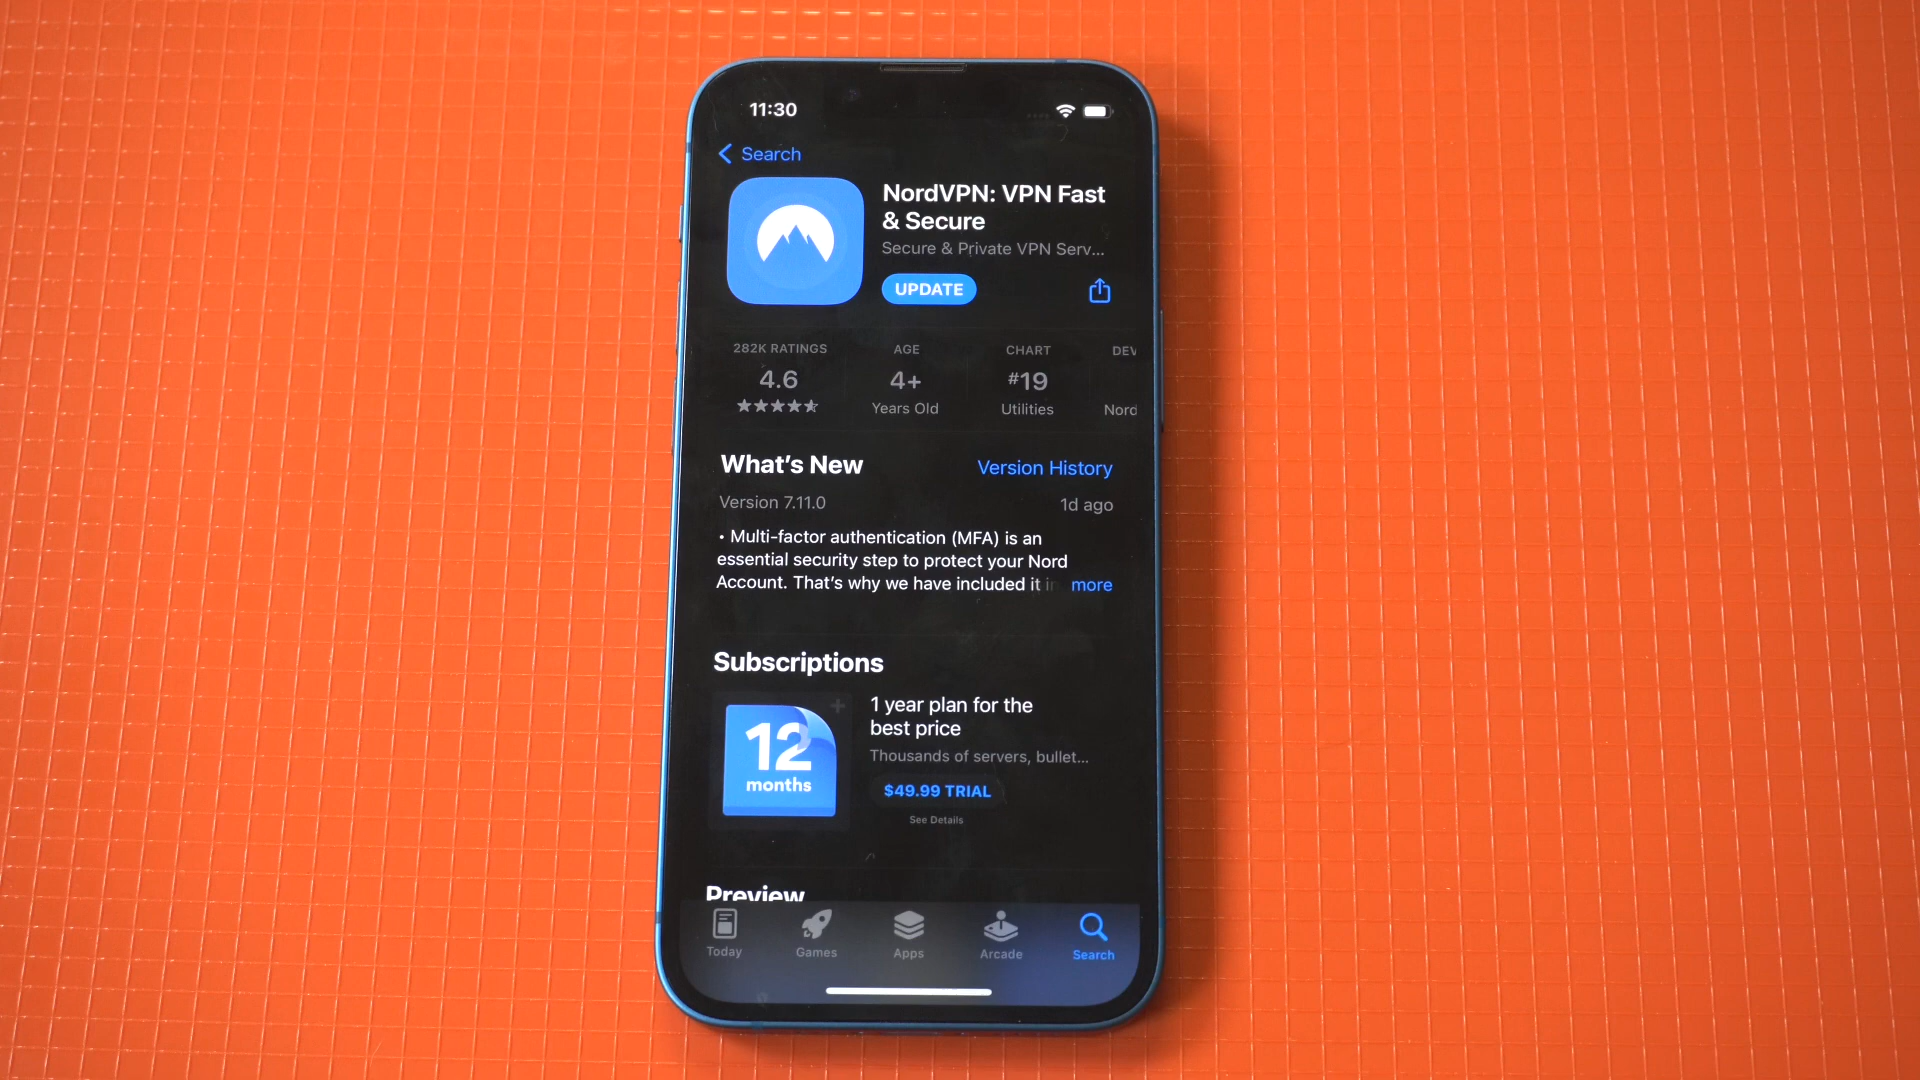 11:30
Search
NordVPN: VPN Fast
& Secure
Secure & Private VPN Serv...
UPDATE
282K RATINGS
4.6
AGE
4+
Years Old
CHART
#19
Utilities
DEV
Nord
What's New
Version History
Version 7.11.0
1d ago
• Multi-factor authentication (MFA) is an
essential security step to protect your Nord
Account. That's why we have included it in
more
Subscriptions
12
months
1 year plan for the
best price
Thousands of servers, bullet...
$49.99 TRIAL
See Details
Preview
Today
Games
Apps
Arcade
Search